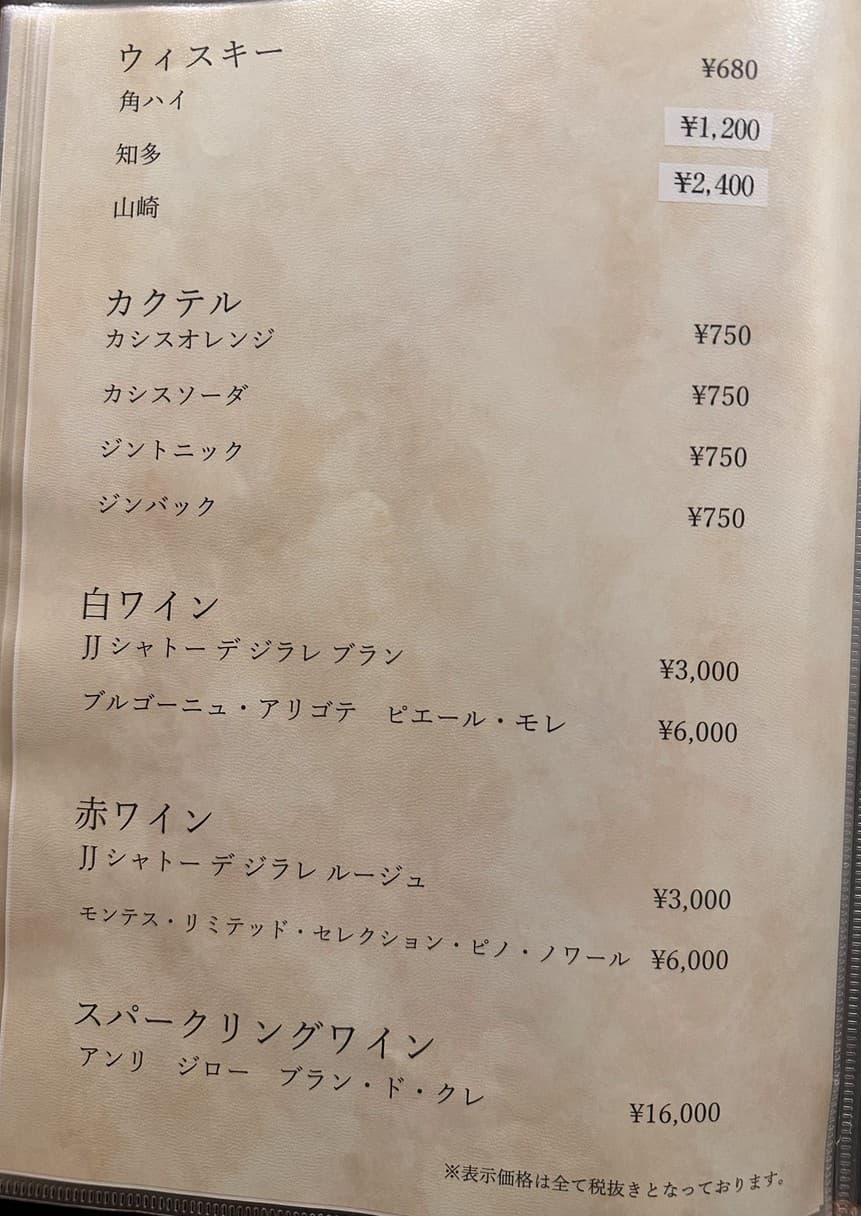 ウィスキー
角ハイ ¥680
知多 ¥1,200
山崎 ¥2,400
カクテル
カシスオレンジ ¥750
カシスソーダ ¥750
ジントニック ¥750
ジンバック ¥750
白ワイン
JJ シャトー デ ジラレ ブラン ¥3,000
ブルゴーニュ・アリゴテ　ピエール・モレ ¥6,000
赤ワイン
JJ シャトー デ ジラレ ルージュ ¥3,000
モンテス・リミテッド・セレクション・ピノ・ノワール ¥6,000
スパークリングワイン
アンリ　ジロー　ブラン・ド・クレ ¥16,000
※表示価格は全て税抜きとなっております。